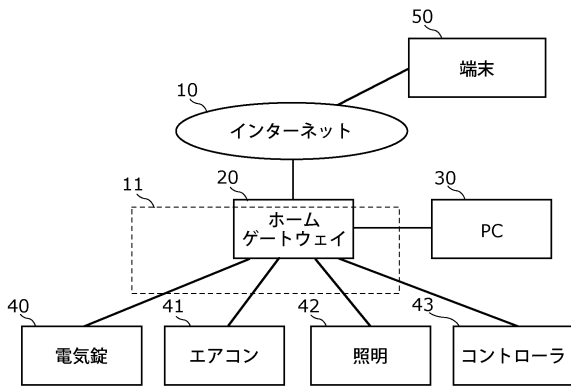 50
端末
10
インターネット
11
20
30
ホーム
ゲートウェイ
PC
40
41
42
43
電気錠
エアコン
照明
コントローラ